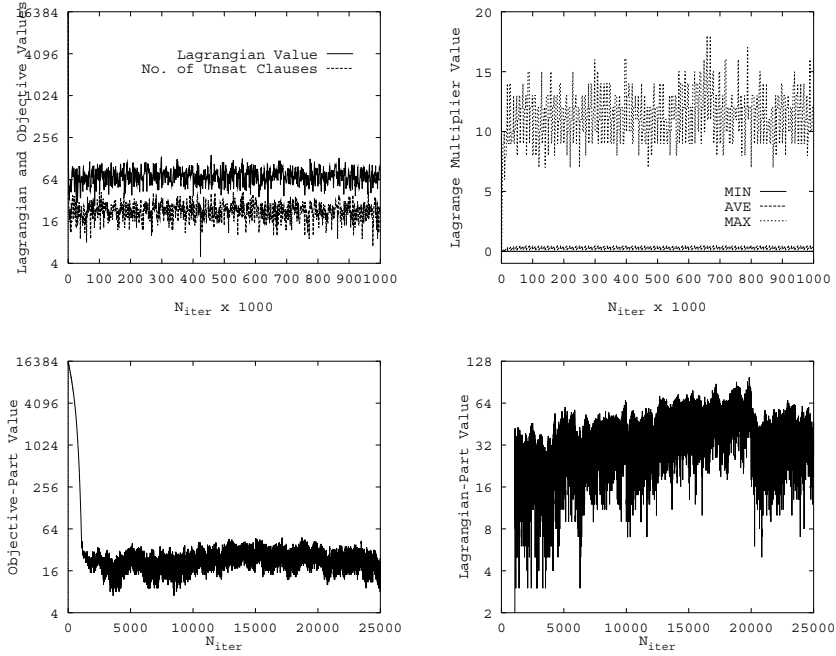 16384
4096
1024
256
64
16
4
Lagrangian and Objective Values
Lagrangian Value
No. of Unsat Clauses
0 100 200 300 400 500 600 700 800 900 1000
N_iter x 1000
20
15
10
5
0
Lagrange Multiplier Value
MIN
AVE
MAX
0 100 200 300 400 500 600 700 800 900 1000
N_iter x 1000
16384
4096
1024
256
64
16
4
Objective-Part Value
0 5000 10000 15000 20000 25000
N_iter
128
64
32
16
8
4
2
Lagrangian-Part Value
0 5000 10000 15000 20000 25000
N_iter